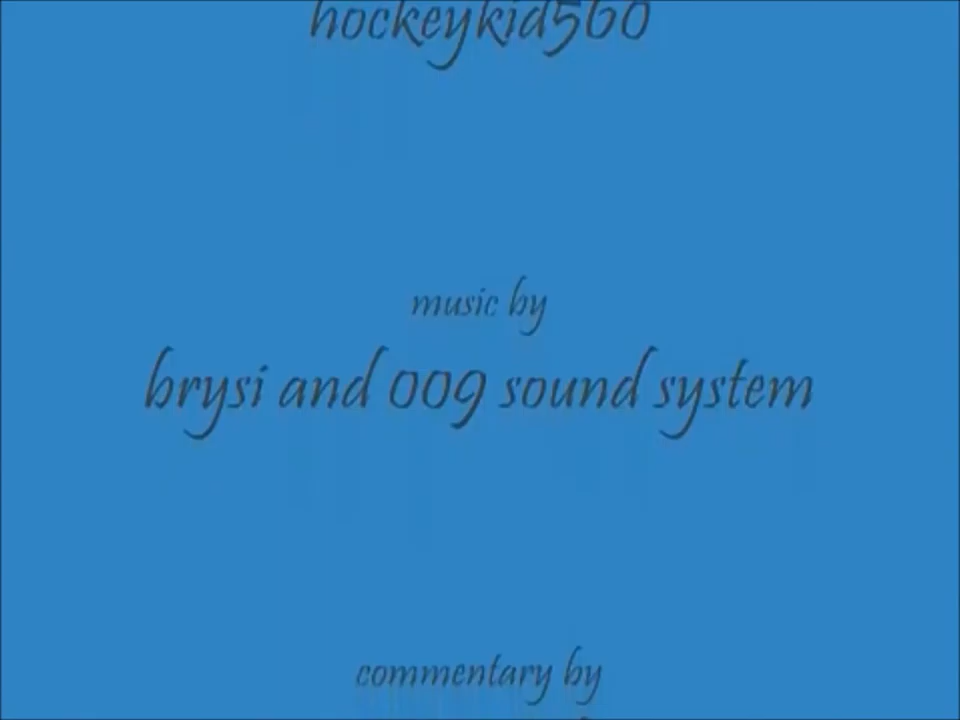 hockeykid560
music by
brysi and 009 sound system
commentary by